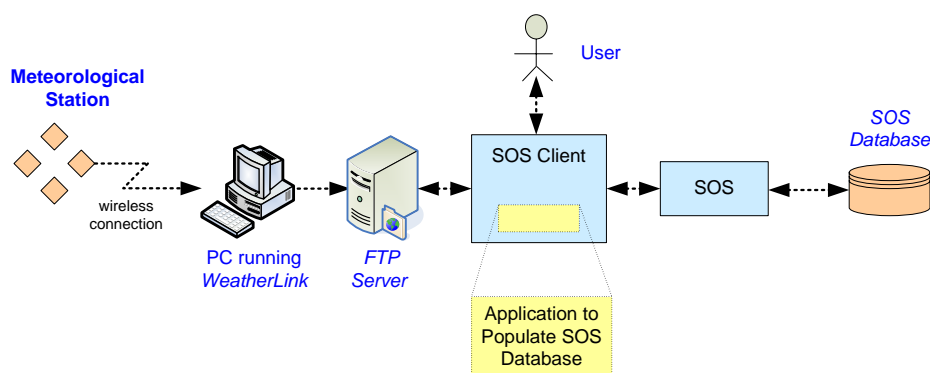 Meteorological
Station
wireless
connection
PC running
WeatherLink
FTP
Server
User
SOS Client
Application to
Populate SOS
Database
SOS
SOS
Database